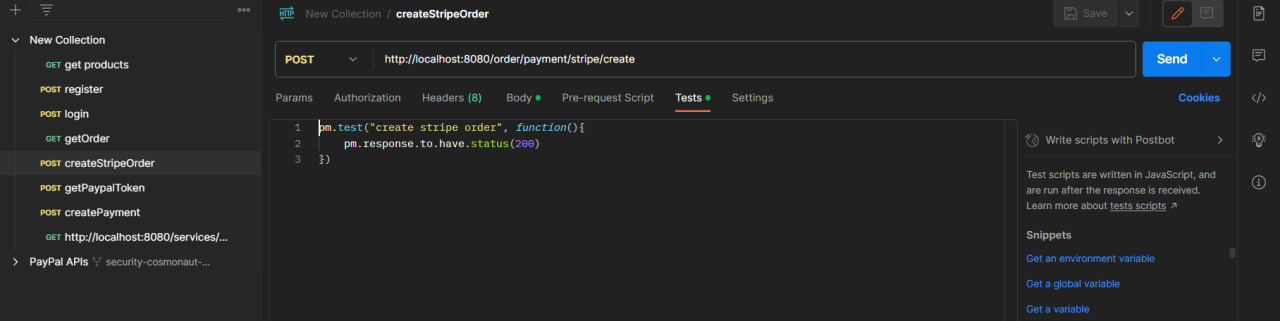 New Collection / createStripeOrder
Save
New Collection
GET get products
POST register
POST login
GET getOrder
POST createStripeOrder
POST getPaypalToken
POST createPayment
GET http://localhost:8080/services/...
PayPal APIs security-cosmonaut-...
HTTP
POST http://localhost:8080/order/payment/stripe/create
Send
Params Authorization Headers (8) Body Pre-request Script Tests Settings
Cookies
1 pm.test("create stripe order", function(){
2 pm.response.to.have.status(200)
3 })
Write scripts with Postbot
Test scripts are written in JavaScript, and
are run after the response is received.
Learn more about tests scripts ↗
Snippets
Get an environment variable
Get a global variable
Get a variable